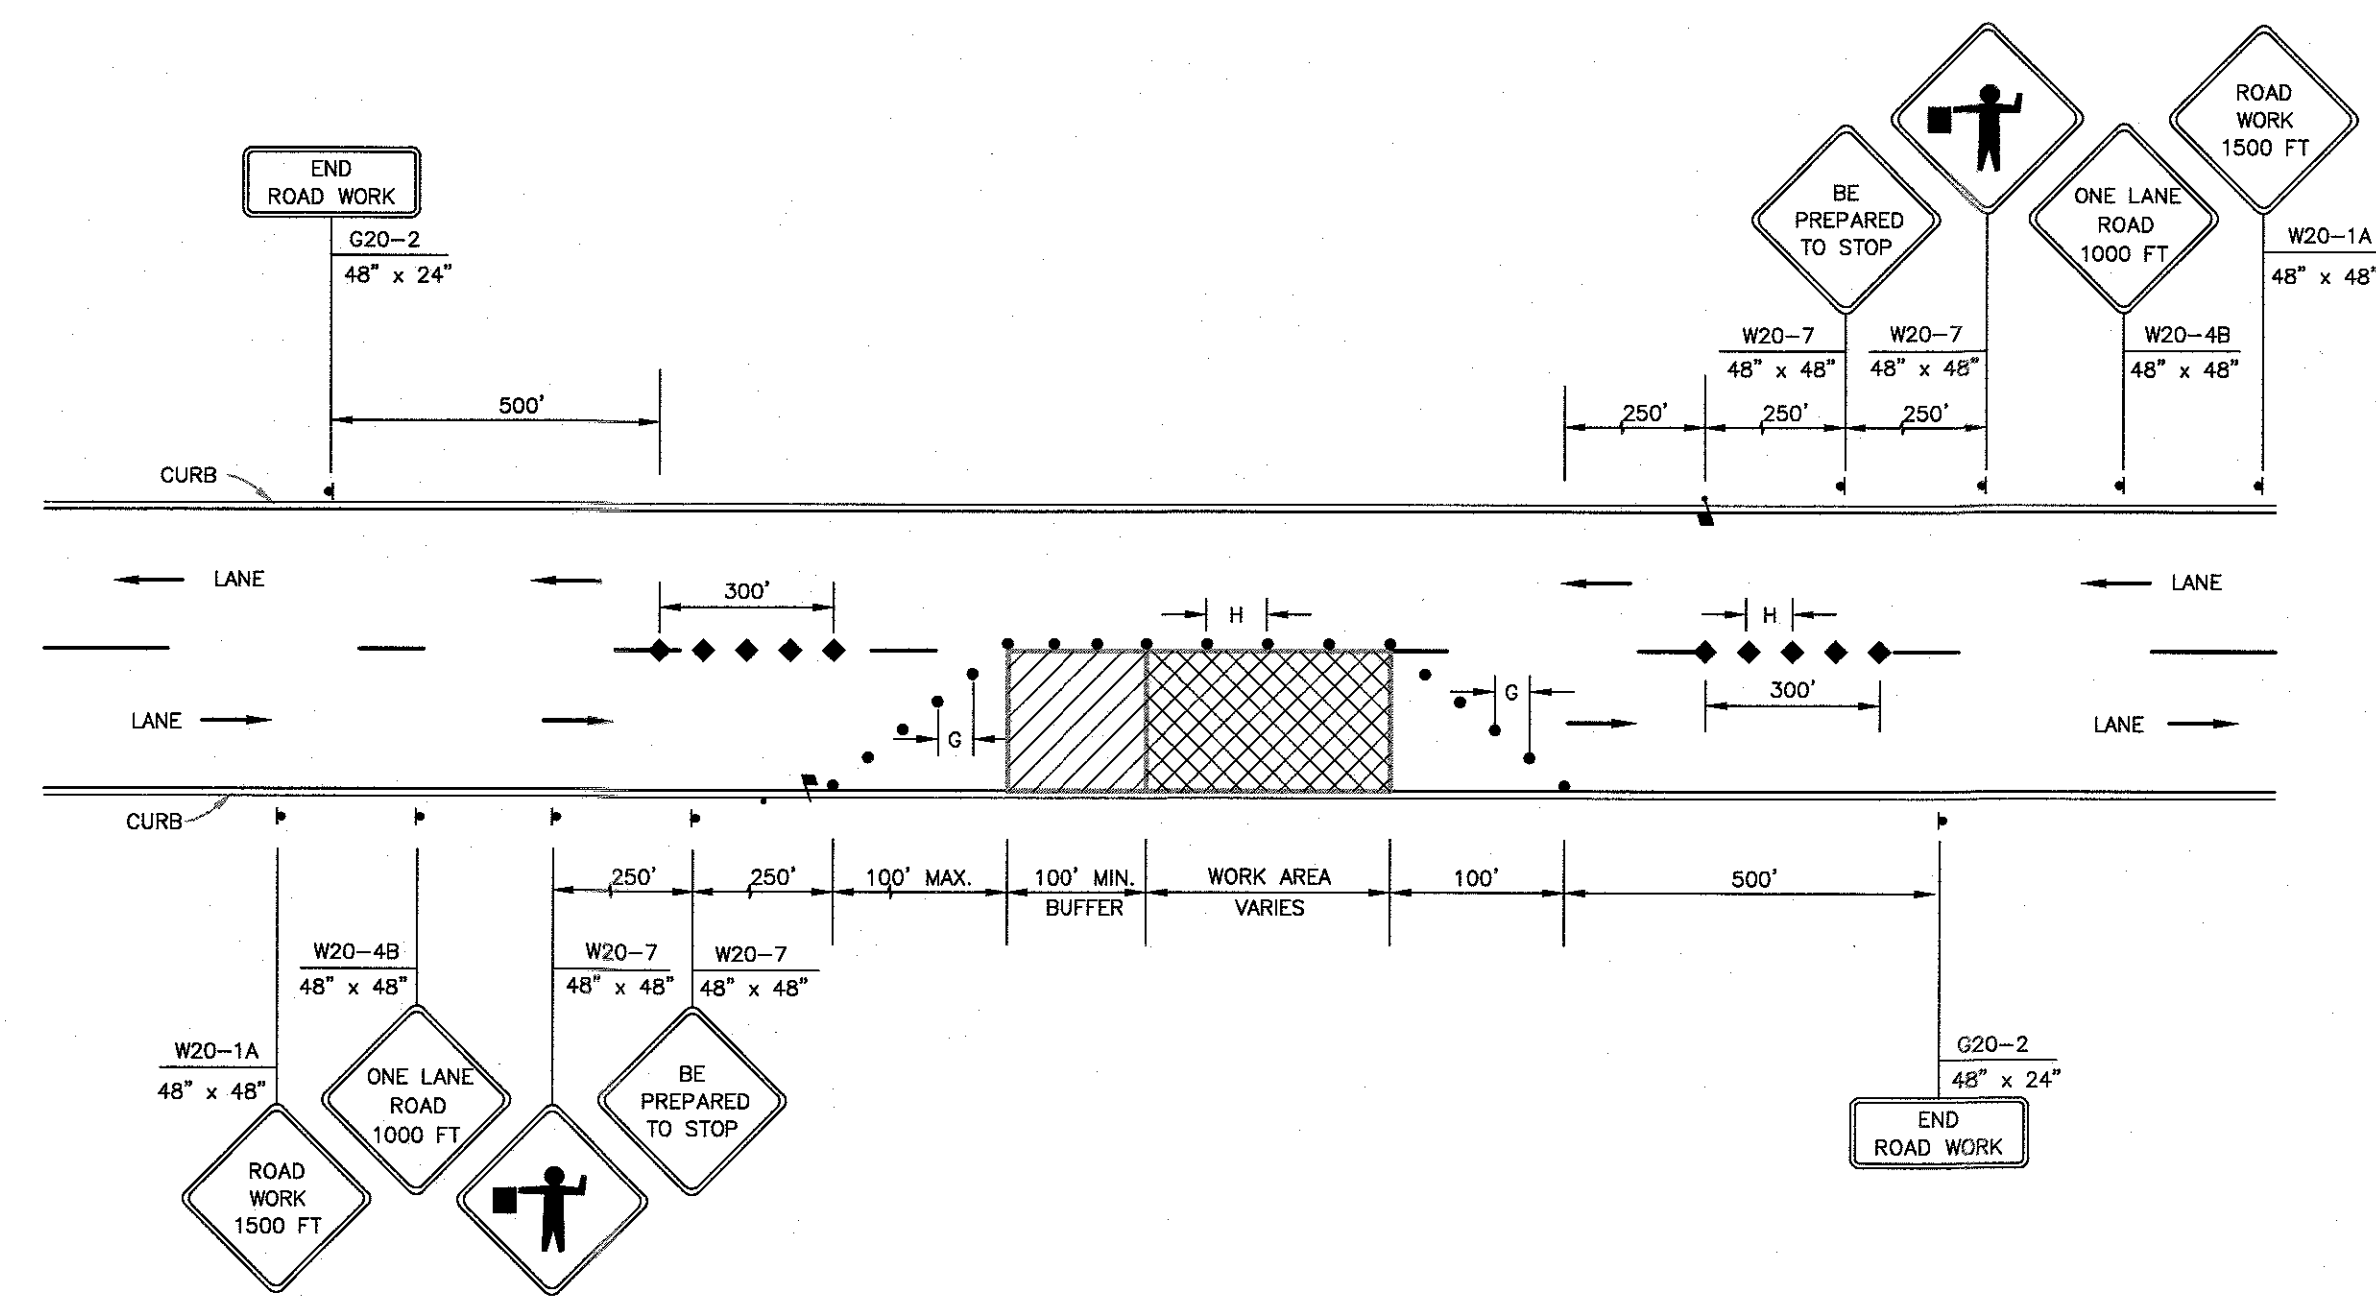 END
ROAD WORK
G20-2
48" x 24"
BE
PREPARED
TO STOP
ONE LANE
ROAD
1000 FT
ROAD
WORK
1500 FT
W20-7
48" x 48"
W20-7
48" x 48"
W20-4B
48" x 48"
W20-1A
48" x 48"
500'
250'
250'
250'
CURB
LANE
300'
H
H
LANE
LANE
G
G
300'
LANE
CURB
250'
250'
100' MAX.
100' MIN.
BUFFER
WORK AREA
VARIES
100'
500'
W20-1A
48" x 48"
W20-4B
48" x 48"
W20-7
48" x 48"
W20-7
48" x 48"
ROAD
WORK
1500 FT
ONE LANE
ROAD
1000 FT
BE
PREPARED
TO STOP
G20-2
48" x 24"
END
ROAD WORK